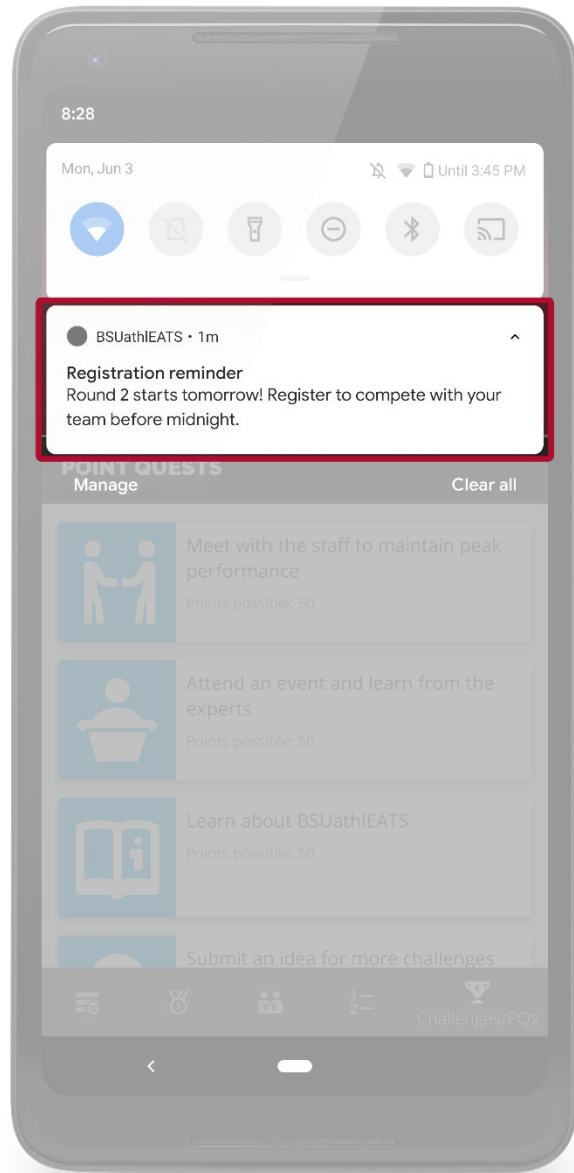 8:28
Mon, Jun 3
Until 3:45 PM
BSUathlEATS • 1m
Registration reminder
Round 2 starts tomorrow! Register to compete with your
team before midnight.
POINT QUESTS
Manage
Clear all
Meet with the staff to maintain peak
performance
Points possible: 50
Attend an event and learn from the
experts
Points possible: 50
Learn about BSUathlEATS
Points possible: 50
Submit an idea for more challenges
VS
1
2
Challenges/PQs